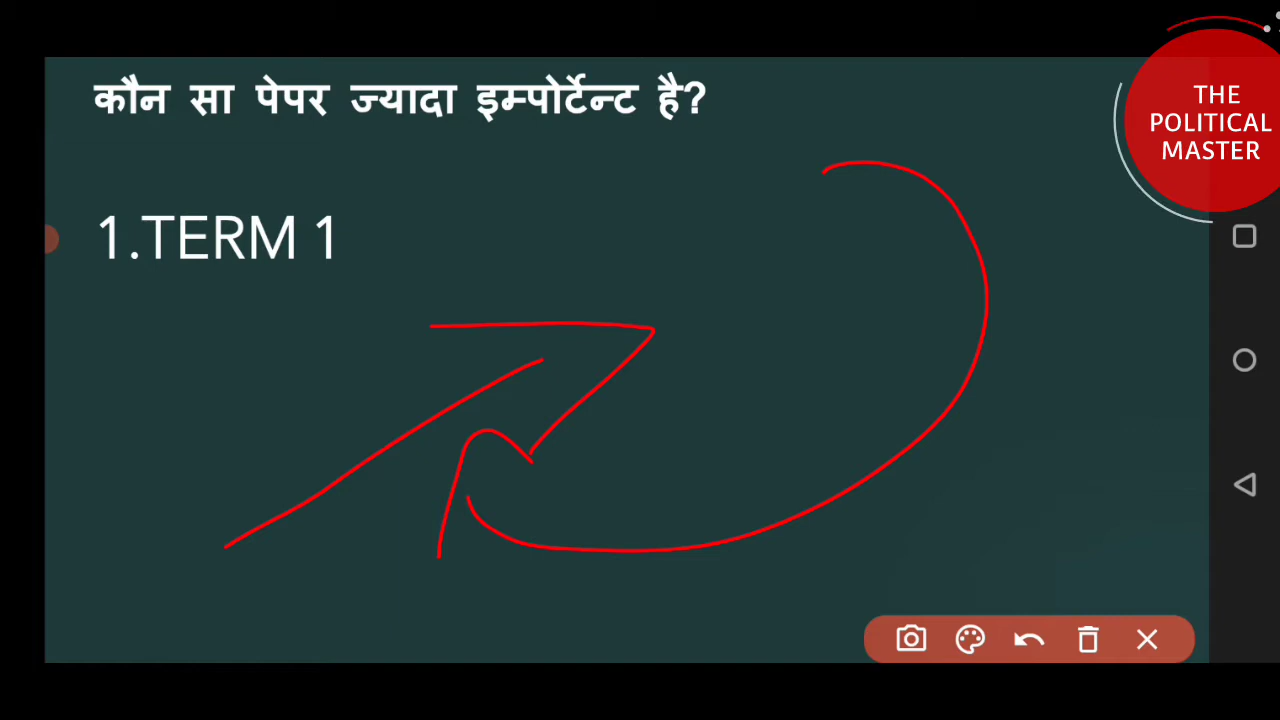 कौन सा पेपर ज्यादा इम्पोर्टेन्ट है?
1.TERM 1
THE
POLITICAL
MASTER